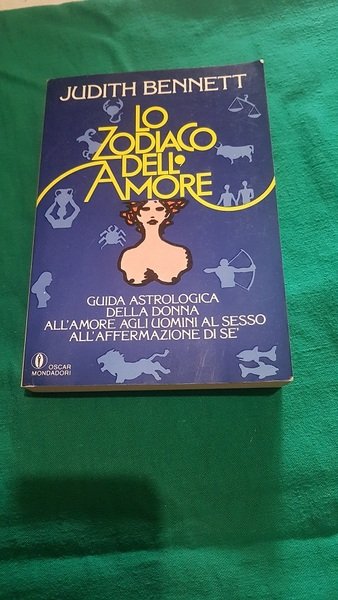 JUDITH BENNETT
LO
ZODIACO
DELL'
AMORE
GUIDA ASTROLOGICA
DELLA DONNA
ALL'AMORE AGLI UOMINI AL SESSO
ALL'AFFERMAZIONE DI SE'
OSCAR
MONDADORI